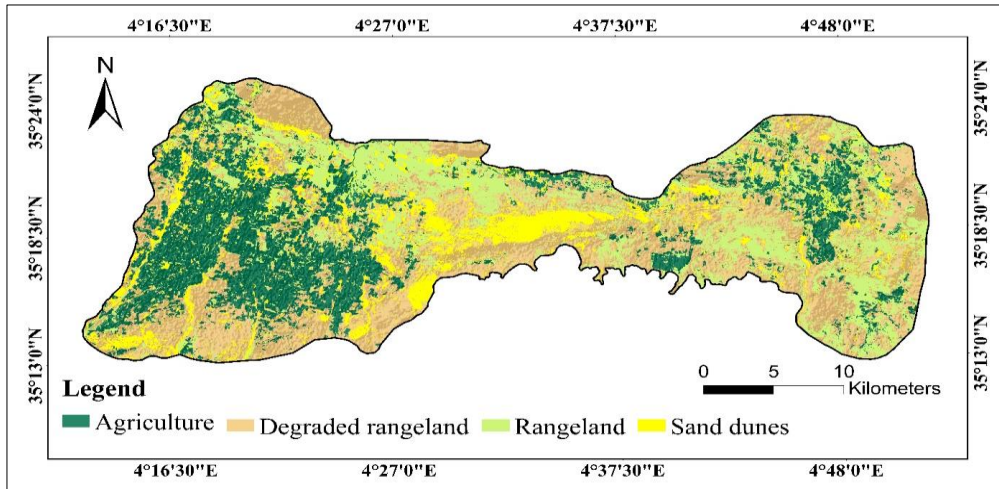 4°16'30"E 4°27'0"E 4°37'30"E 4°48'0"E
N
35°24'0"N
35°18'30"N
35°13'0"N
35°24'0"N
35°18'30"N
35°13'0"N
0 5 10
Kilometers
Legend
Agriculture Degraded rangeland Rangeland Sand dunes
4°16'30"E 4°27'0"E 4°37'30"E 4°48'0"E